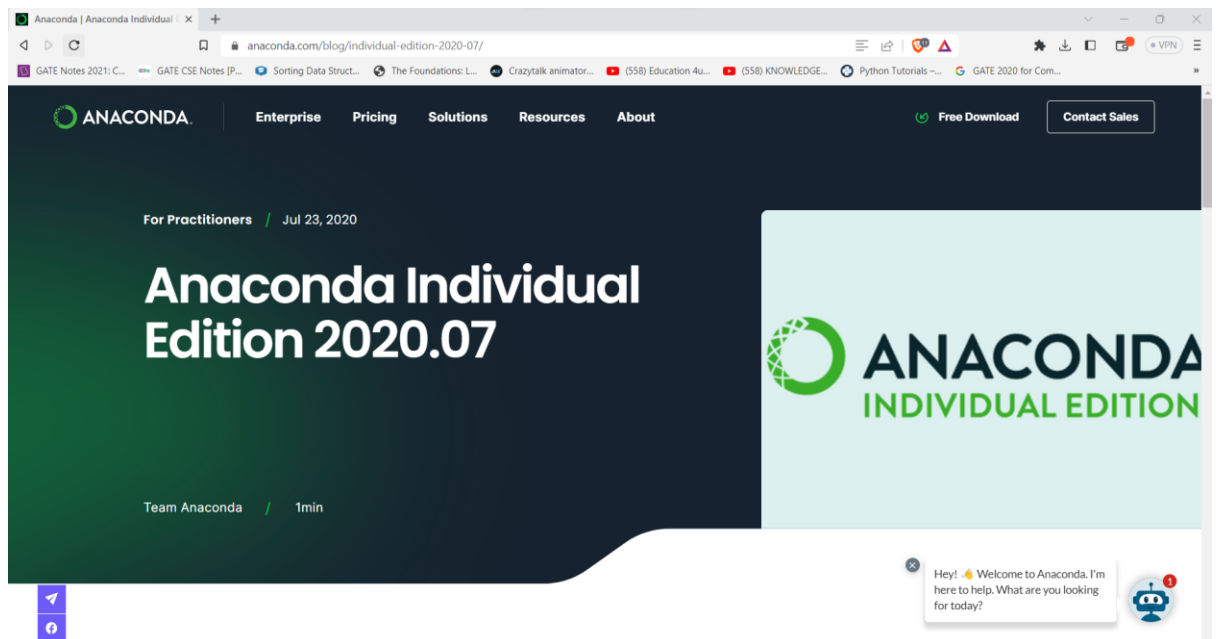 Anaconda | Anaconda Individual
anaconda.com/blog/individual-edition-2020-07/
VPN
GATE Notes 2021: C... GATE CSE Notes [P... Sorting Data Struct... The Foundations: L... Crazytalk animator... (558) Education 4u... (558) KNOWLEDGE... Python Tutorials –... GATE 2020 for Com...
ANACONDA. Enterprise Pricing Solutions Resources About Free Download Contact Sales
For Practitioners / Jul 23, 2020
Anaconda Individual
Edition 2020.07
ANACONDA
INDIVIDUAL EDITION
Team Anaconda / 1min
Hey! 👋 Welcome to Anaconda. I'm
here to help. What are you looking
for today?
1